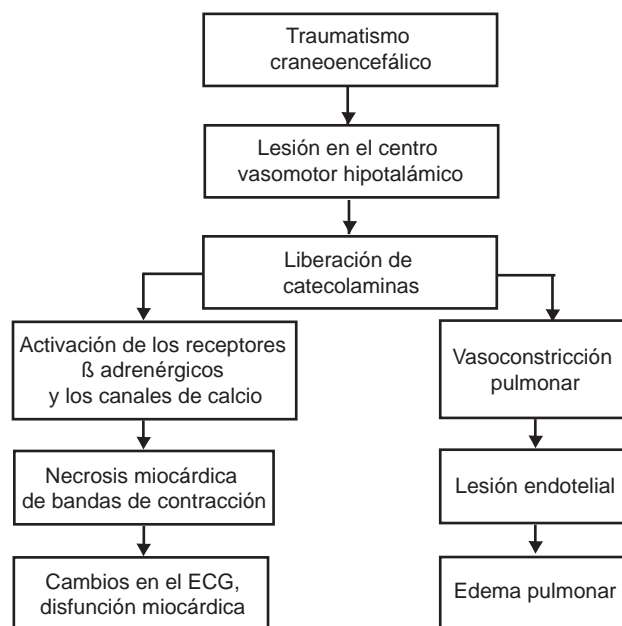 Traumatismo
craneoencefálico
Lesión en el centro
vasomotor hipotalámico
Liberación de
catecolaminas
Activación de los receptores
ß adrenérgicos
y los canales de calcio
Vasoconstricción
pulmonar
Necrosis miocárdica
de bandas de contracción
Lesión endotelial
Cambios en el ECG,
disfunción miocárdica
Edema pulmonar